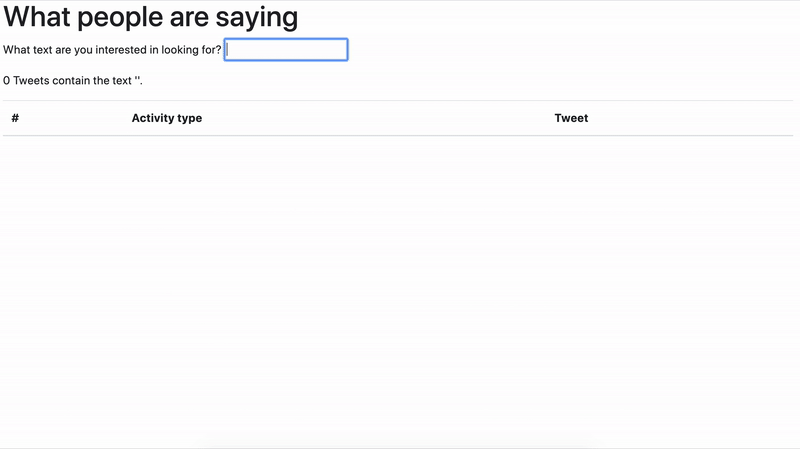 What people are saying
What text are you interested in looking for?
0 Tweets contain the text ''.
# Activity type Tweet